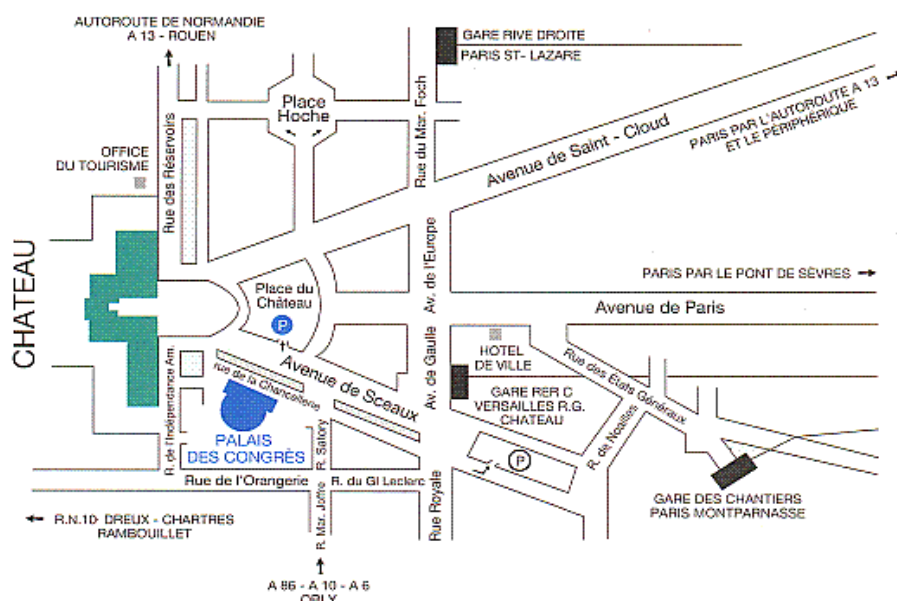 AUTOROUTE DE NORMANDIE
A 13 - ROUEN
GARE RIVE DROITE
PARIS ST- LAZARE
Place
Hoche
Rue du Mar. Foch
Avenue de Saint - Cloud
PARIS PAR L'AUTOROUTE A 13
ET LE PÉRIPHÉRIQUE
OFFICE
DU TOURISME
Rue des Réservoirs
CHATEAU
Av. de l'Europe
PARIS PAR LE PONT DE SÈVRES
Place du
Château
P
Avenue de Paris
HOTEL
DE VILLE
Rue des Etats Généraux
Avenue de Sceaux
rue de la Chancellerie
R. de l'Indépendance Am.
Av. de Gaulle
GARE RER C
VERSAILLES R.G.
CHATEAU
R. de Noailles
PALAIS
DES CONGRÈS
R. Satory
P
Rue de l'Orangerie
R. du Gl Leclerc
Rue Royale
R. Mar. Joffre
GARE DES CHANTIERS
PARIS MONTPARNASSE
R.N.10- DREUX - CHARTRES
RAMBOUILLET
A 86 - A 10 - A 6
ORLY